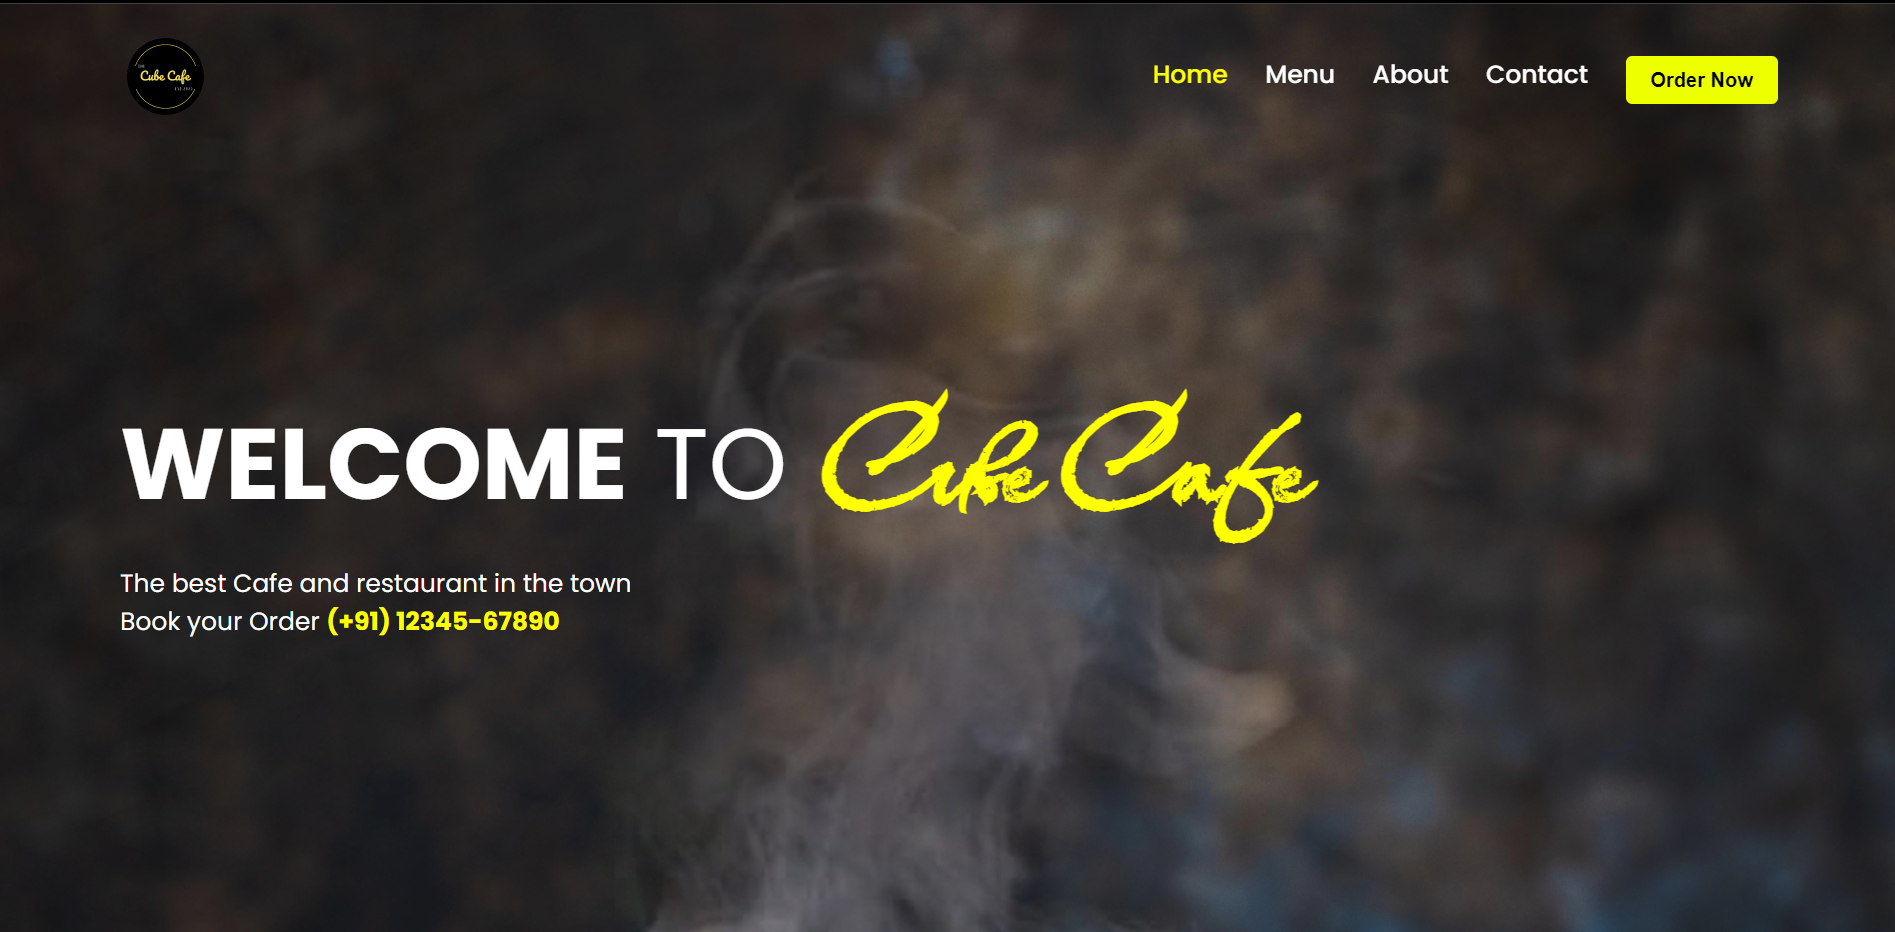 Cube Cafe
Home Menu About Contact Order Now
WELCOME TO Cube Cafe
The best Cafe and restaurant in the town
Book your Order (+91) 12345-67890